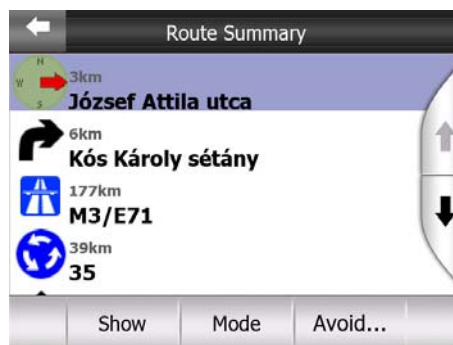 Route Summary
N
W
S
3km
József Attila utca
6km
Kós Károly sétány
177km
M3/E71
39km
35
Show Mode Avoid...